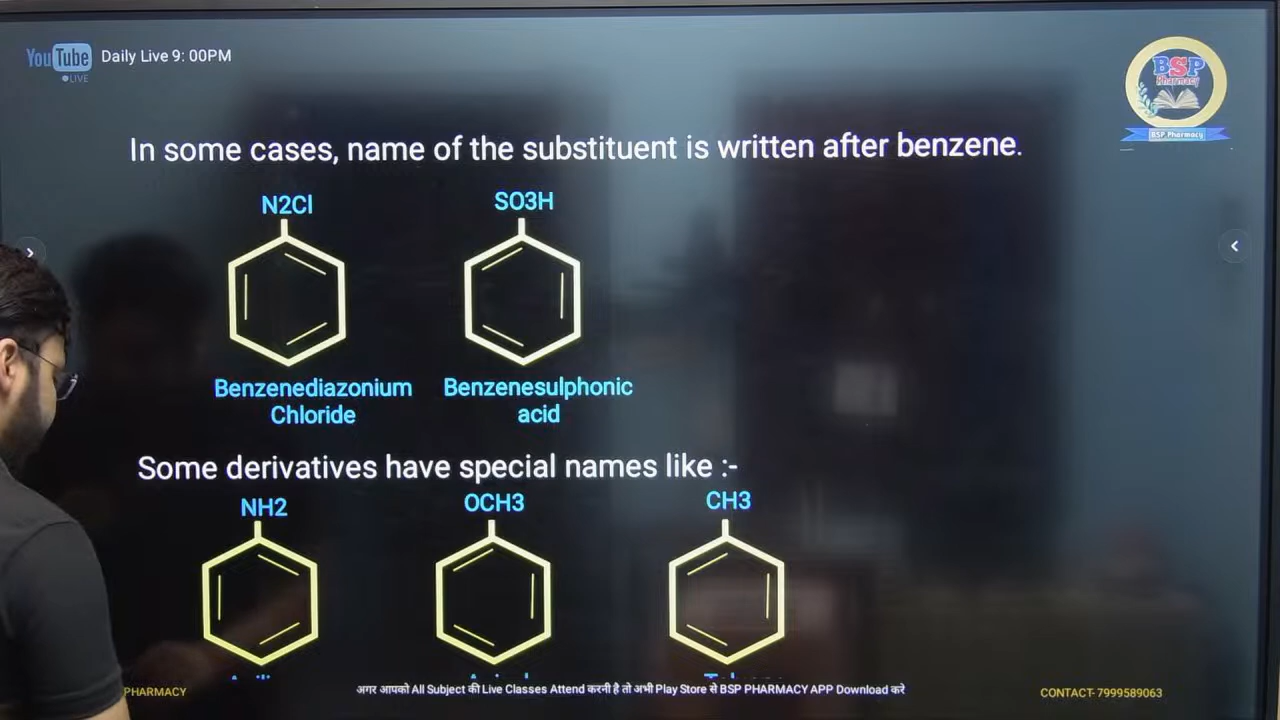 YouTube Daily Live 9: 00PM
LIVE
BSP
Pharmacy
BSP Pharmacy
In some cases, name of the substituent is written after benzene.
N2Cl SO3H
Benzenediazonium Benzenesulphonic
Chloride acid
Some derivatives have special names like :-
NH2 OCH3 CH3
PHARMACY अगर आपको All Subject की Live Classes Attend करनी है तो अभी Play Store से BSP PHARMACY APP Download करे CONTACT- 7999589063